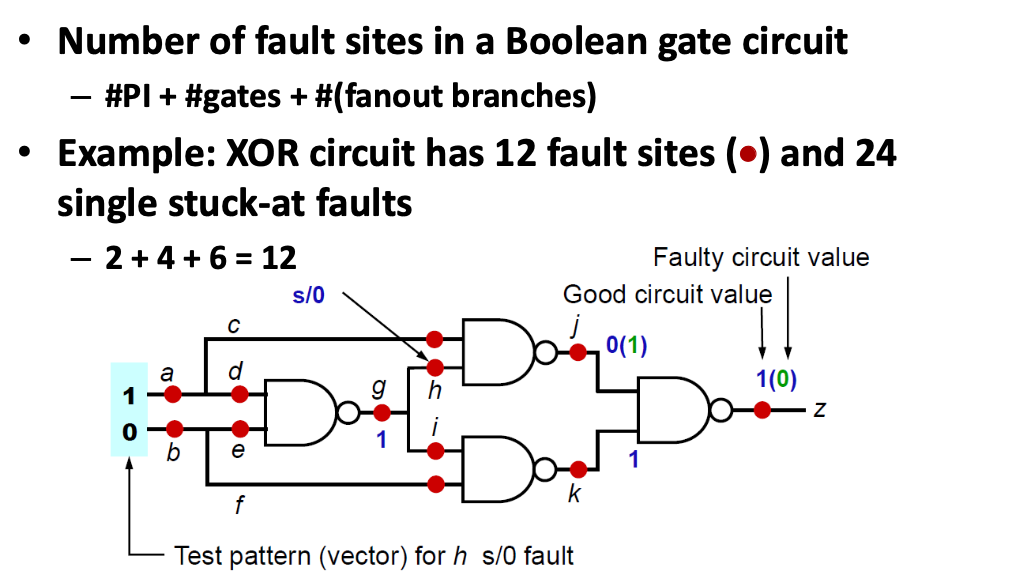 • Number of fault sites in a Boolean gate circuit
– #PI + #gates + #(fanout branches)
• Example: XOR circuit has 12 fault sites (●) and 24
single stuck-at faults
– 2 + 4 + 6 = 12
Faulty circuit value
s/0
Good circuit value
c
j
0(1)
a
d
1(0)
1
g
h
z
0
1
i
b
e
1
k
f
Test pattern (vector) for h s/0 fault